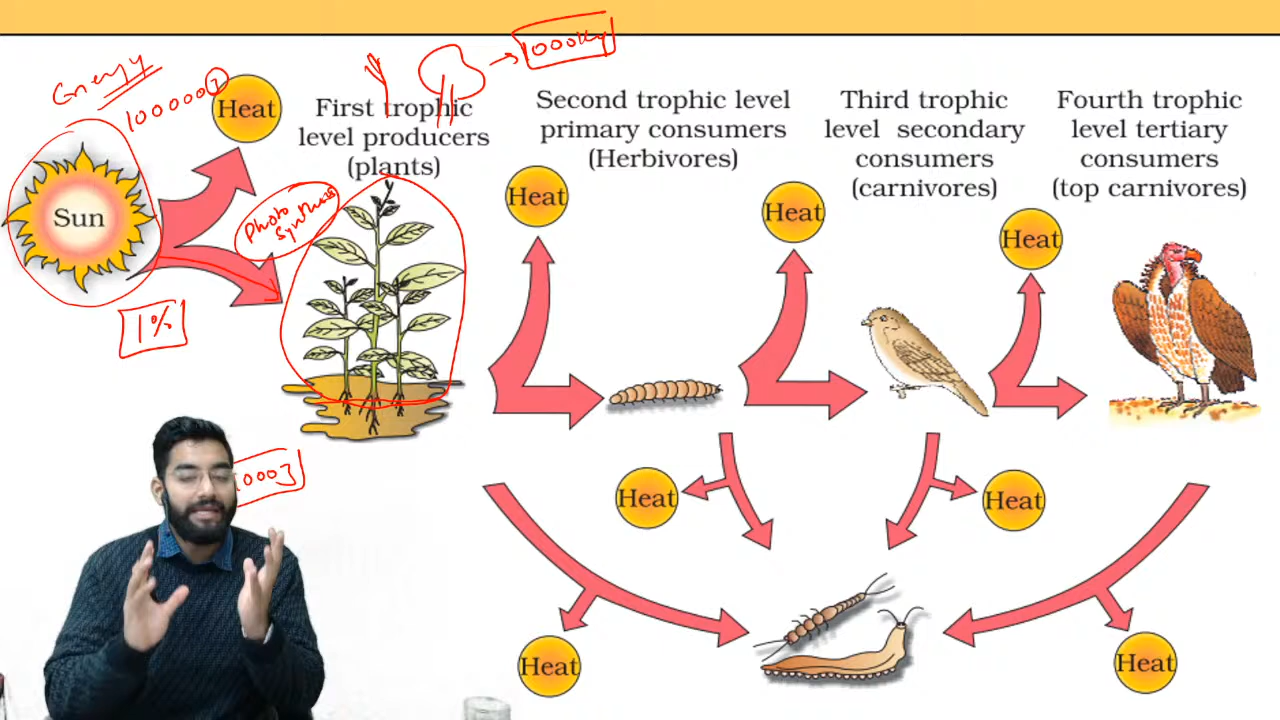 Energy
100000J
1000Kg
Heat
First trophic
level producers
(plants)
Second trophic level
primary consumers
(Herbivores)
Third trophic
level secondary
consumers
(carnivores)
Fourth trophic
level tertiary
consumers
(top carnivores)
Sun
Photo
Synthesis
1%
Heat
Heat
Heat
1000J
Heat
Heat
Heat
Heat